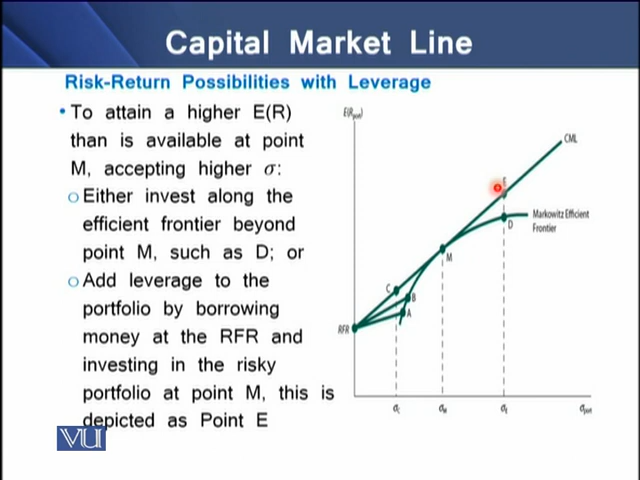 Capital Market Line
Risk-Return Possibilities with Leverage
• To attain a higher E(R)
than is available at point
M, accepting higher σ:
o Either invest along the
efficient frontier beyond
point M, such as D; or
o Add leverage to the
portfolio by borrowing
money at the RFR and
investing in the risky
portfolio at point M, this is
depicted as Point E
VU
E(Rport)
CML
E
Markowitz Efficient
Frontier
D
M
C
B
A
RFR
σport